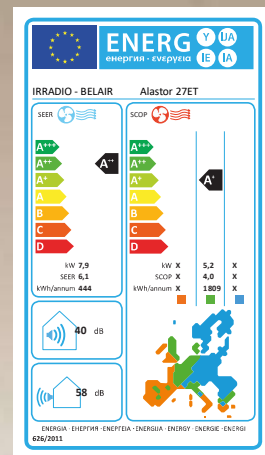 ENERG Y UA
енергия · ενεργεια IE IA
IRRADIO - BELAIR Alastor 27ET
SEER SCOP
A+++ A+++
A++ A++ A++
A+ A+ A+
A A
B B
C C
D D
kW 7,9 kW X 5,2 X
SEER 6,1 SCOP X 4,0 X
kWh/annum 444 kWh/annum X 1809 X
40 dB
58 dB
ENERGIA · ЕНЕРГИЯ · ΕΝΕΡΓΕΙΑ · ENERGIJA · ENERGY · ENERGIE · ENERGI
626/2011